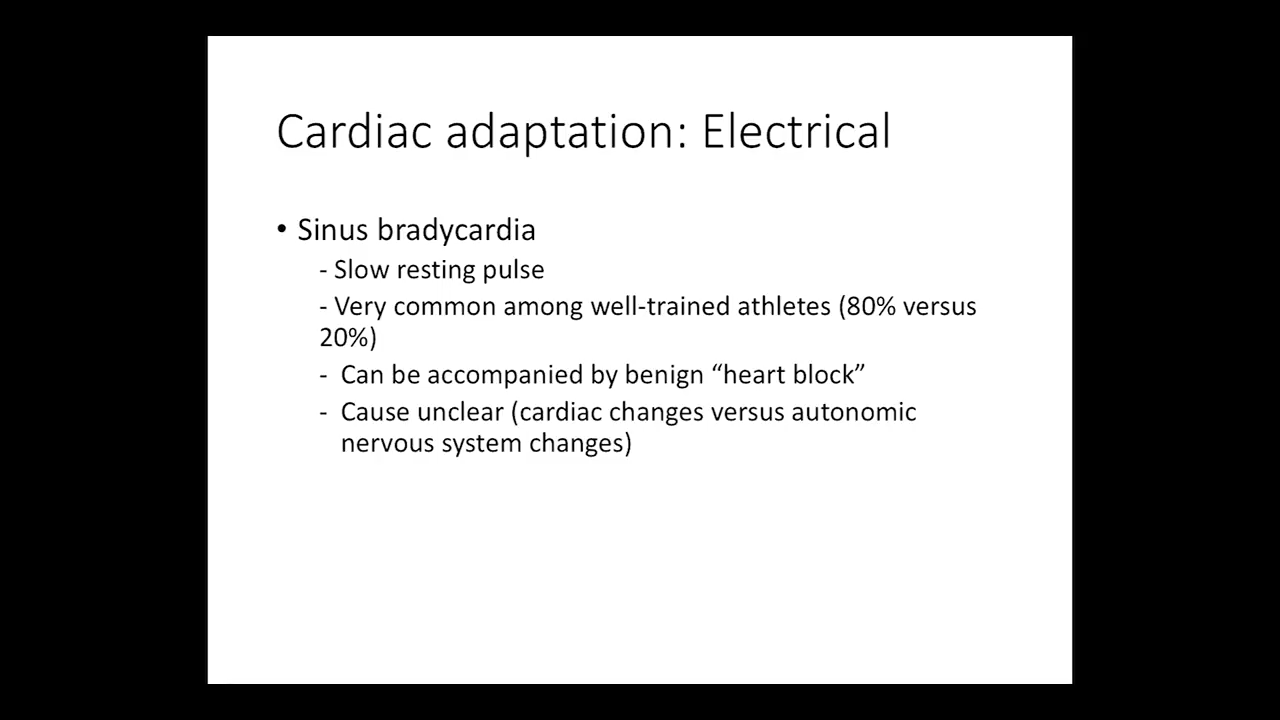 Cardiac adaptation: Electrical
• Sinus bradycardia
- Slow resting pulse
- Very common among well-trained athletes (80% versus
20%)
- Can be accompanied by benign “heart block”
- Cause unclear (cardiac changes versus autonomic
nervous system changes)